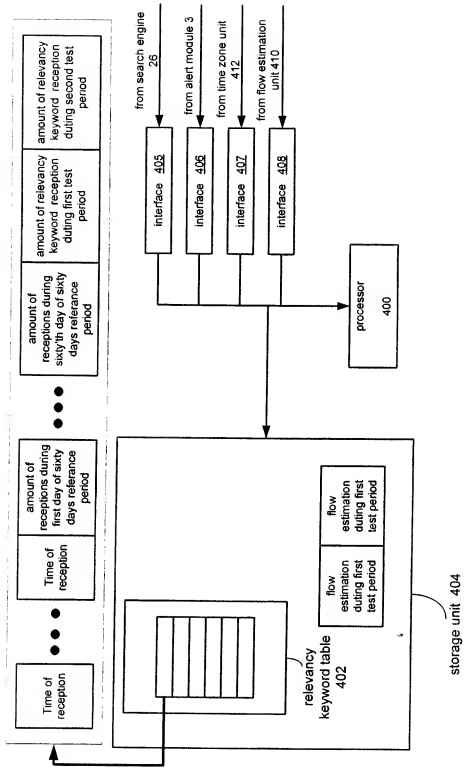 Time of
reception
Time of
reception
amount of
receptions during
first day of sixty
days referance
period
amount of
receptions during
sixty'th day of sixty
days referance
period
amount of relevancy
keyword reception
duting first test
period
amount of relevancy
keyword reception
duting second test
period
relevancy
keyword table
402
flow
estimation
duting first
test period
flow
estimation
duting first
test period
storage unit 404
processor
400
interface 405
interface 406
interface 407
interface 408
from search engine
26
from alert module 3
from time zone unit
412
from flow estimation
unit 410